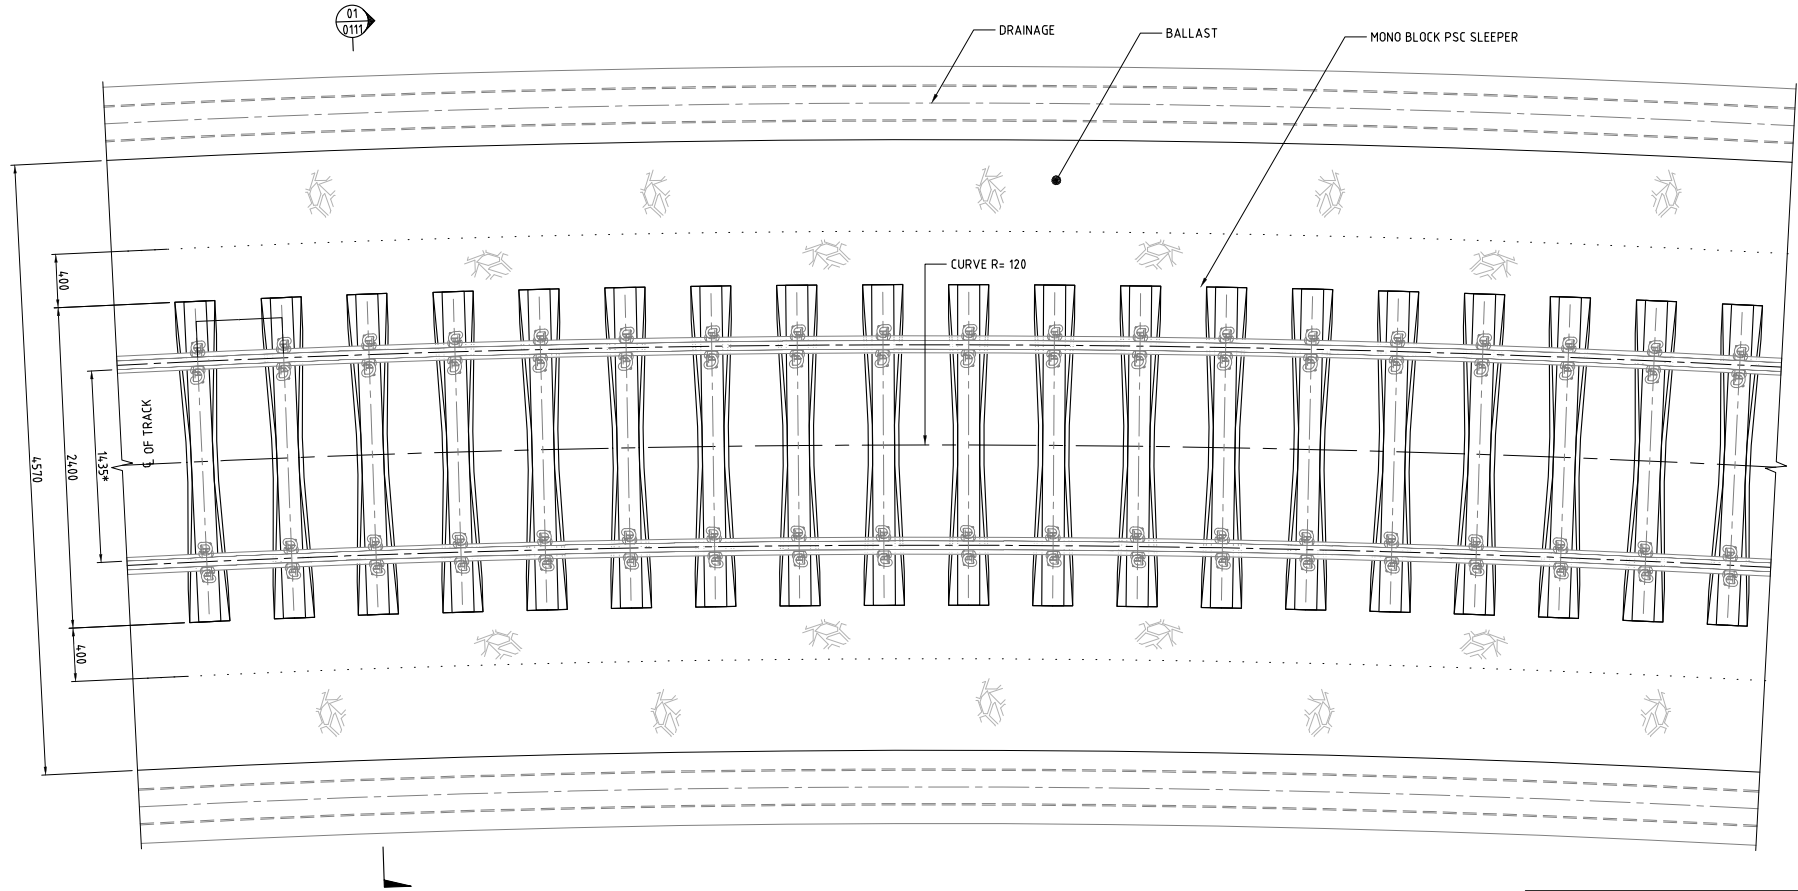 01
0111
DRAINAGE
BALLAST
MONO BLOCK PSC SLEEPER
CURVE R= 120
400
℄ OF TRACK
4570
2400
1435*
400